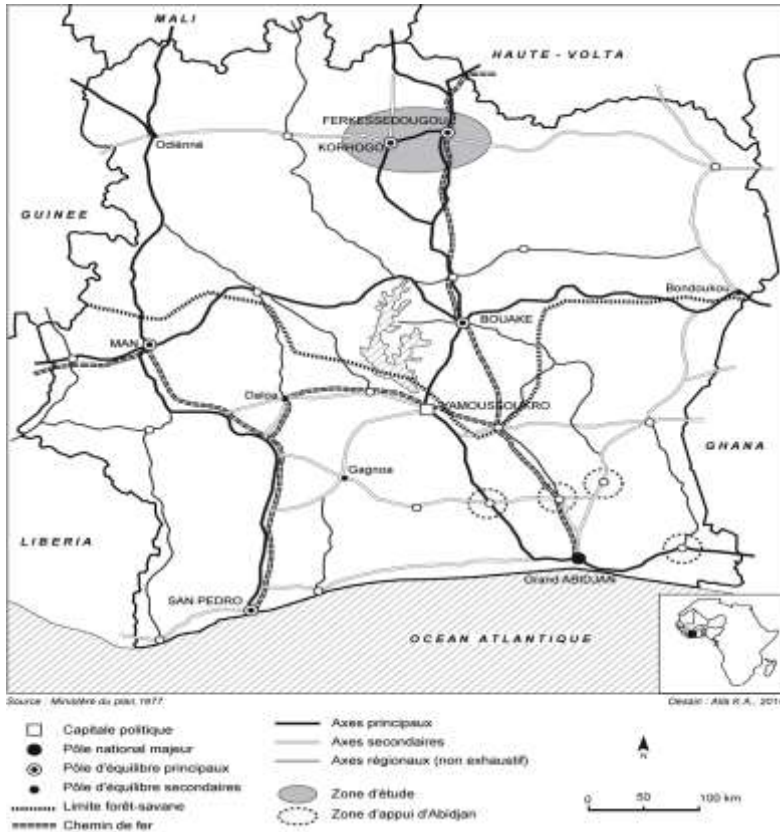 MALI
HAUTE-VOLTA
FERKESSEDOUGOU
KORHOGO
Odiénné
GUINEE
Bondoukou
BOUAKE
MAN
Daloa
YAMOUSSOUKRO
GHANA
Gagnoa
LIBERIA
SAN PEDRO
Grand ABIDJAN
OCEAN ATLANTIQUE
Source : Ministère du plan, 1977
Dessin : Alla K.A.,
Capitale politique
Pôle national majeur
Pôle d'équilibre principaux
Pôle d'équilibre secondaires
Limite forêt-savane
Chemin de fer
Axes principaux
Axes secondaires
Axes régionaux (non exhaustif)
Zone d'étude
Zone d'appui d'Abidjan
N
0 50 100 km